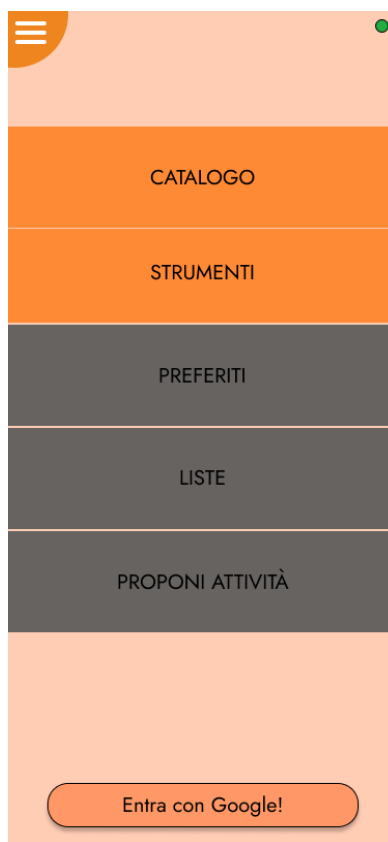 CATALOGO
STRUMENTI
PREFERITI
LISTE
PROPONI ATTIVITÀ
Entra con Google!